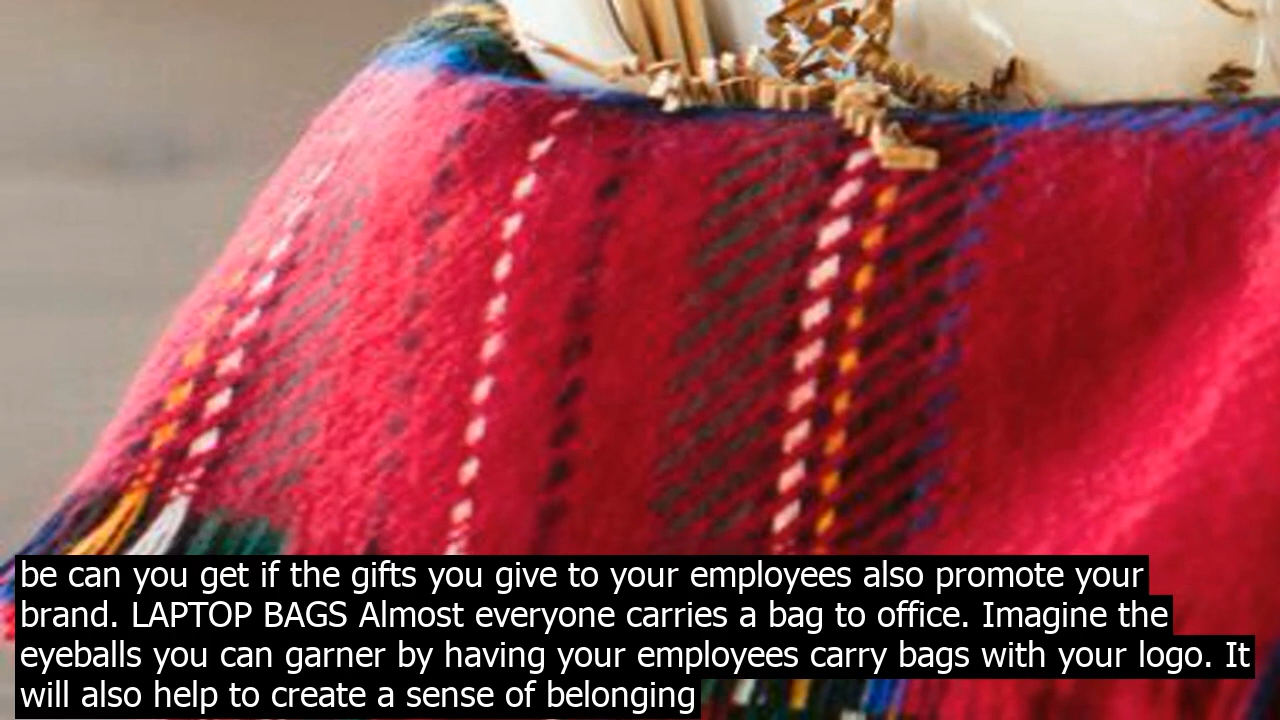 be can you get if the gifts you give to your employees also promote your
brand. LAPTOP BAGS Almost everyone carries a bag to office. Imagine the
eyeballs you can garner by having your employees carry bags with your logo. It
will also help to create a sense of belonging